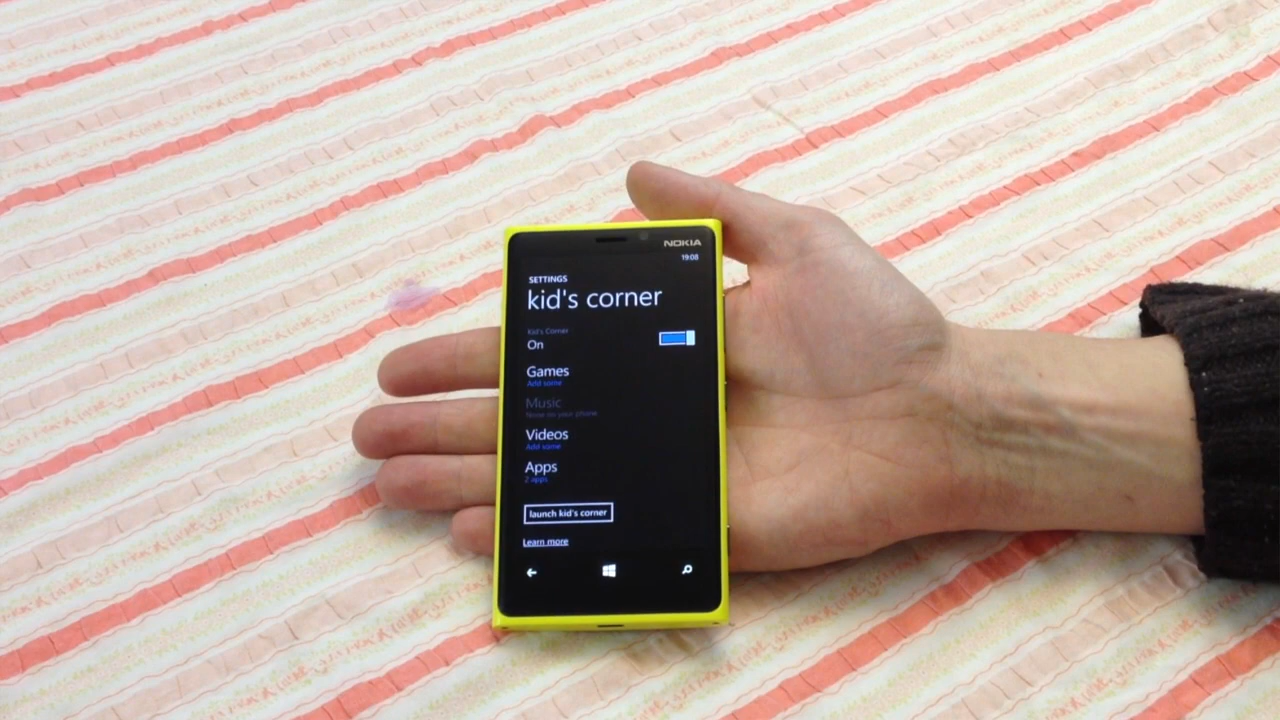 NOKIA
19:08
SETTINGS
kid's corner
Kid's Corner
On
Games
Add some
Music
None on your phone
Videos
Add some
Apps
2 apps
launch kid's corner
Learn more